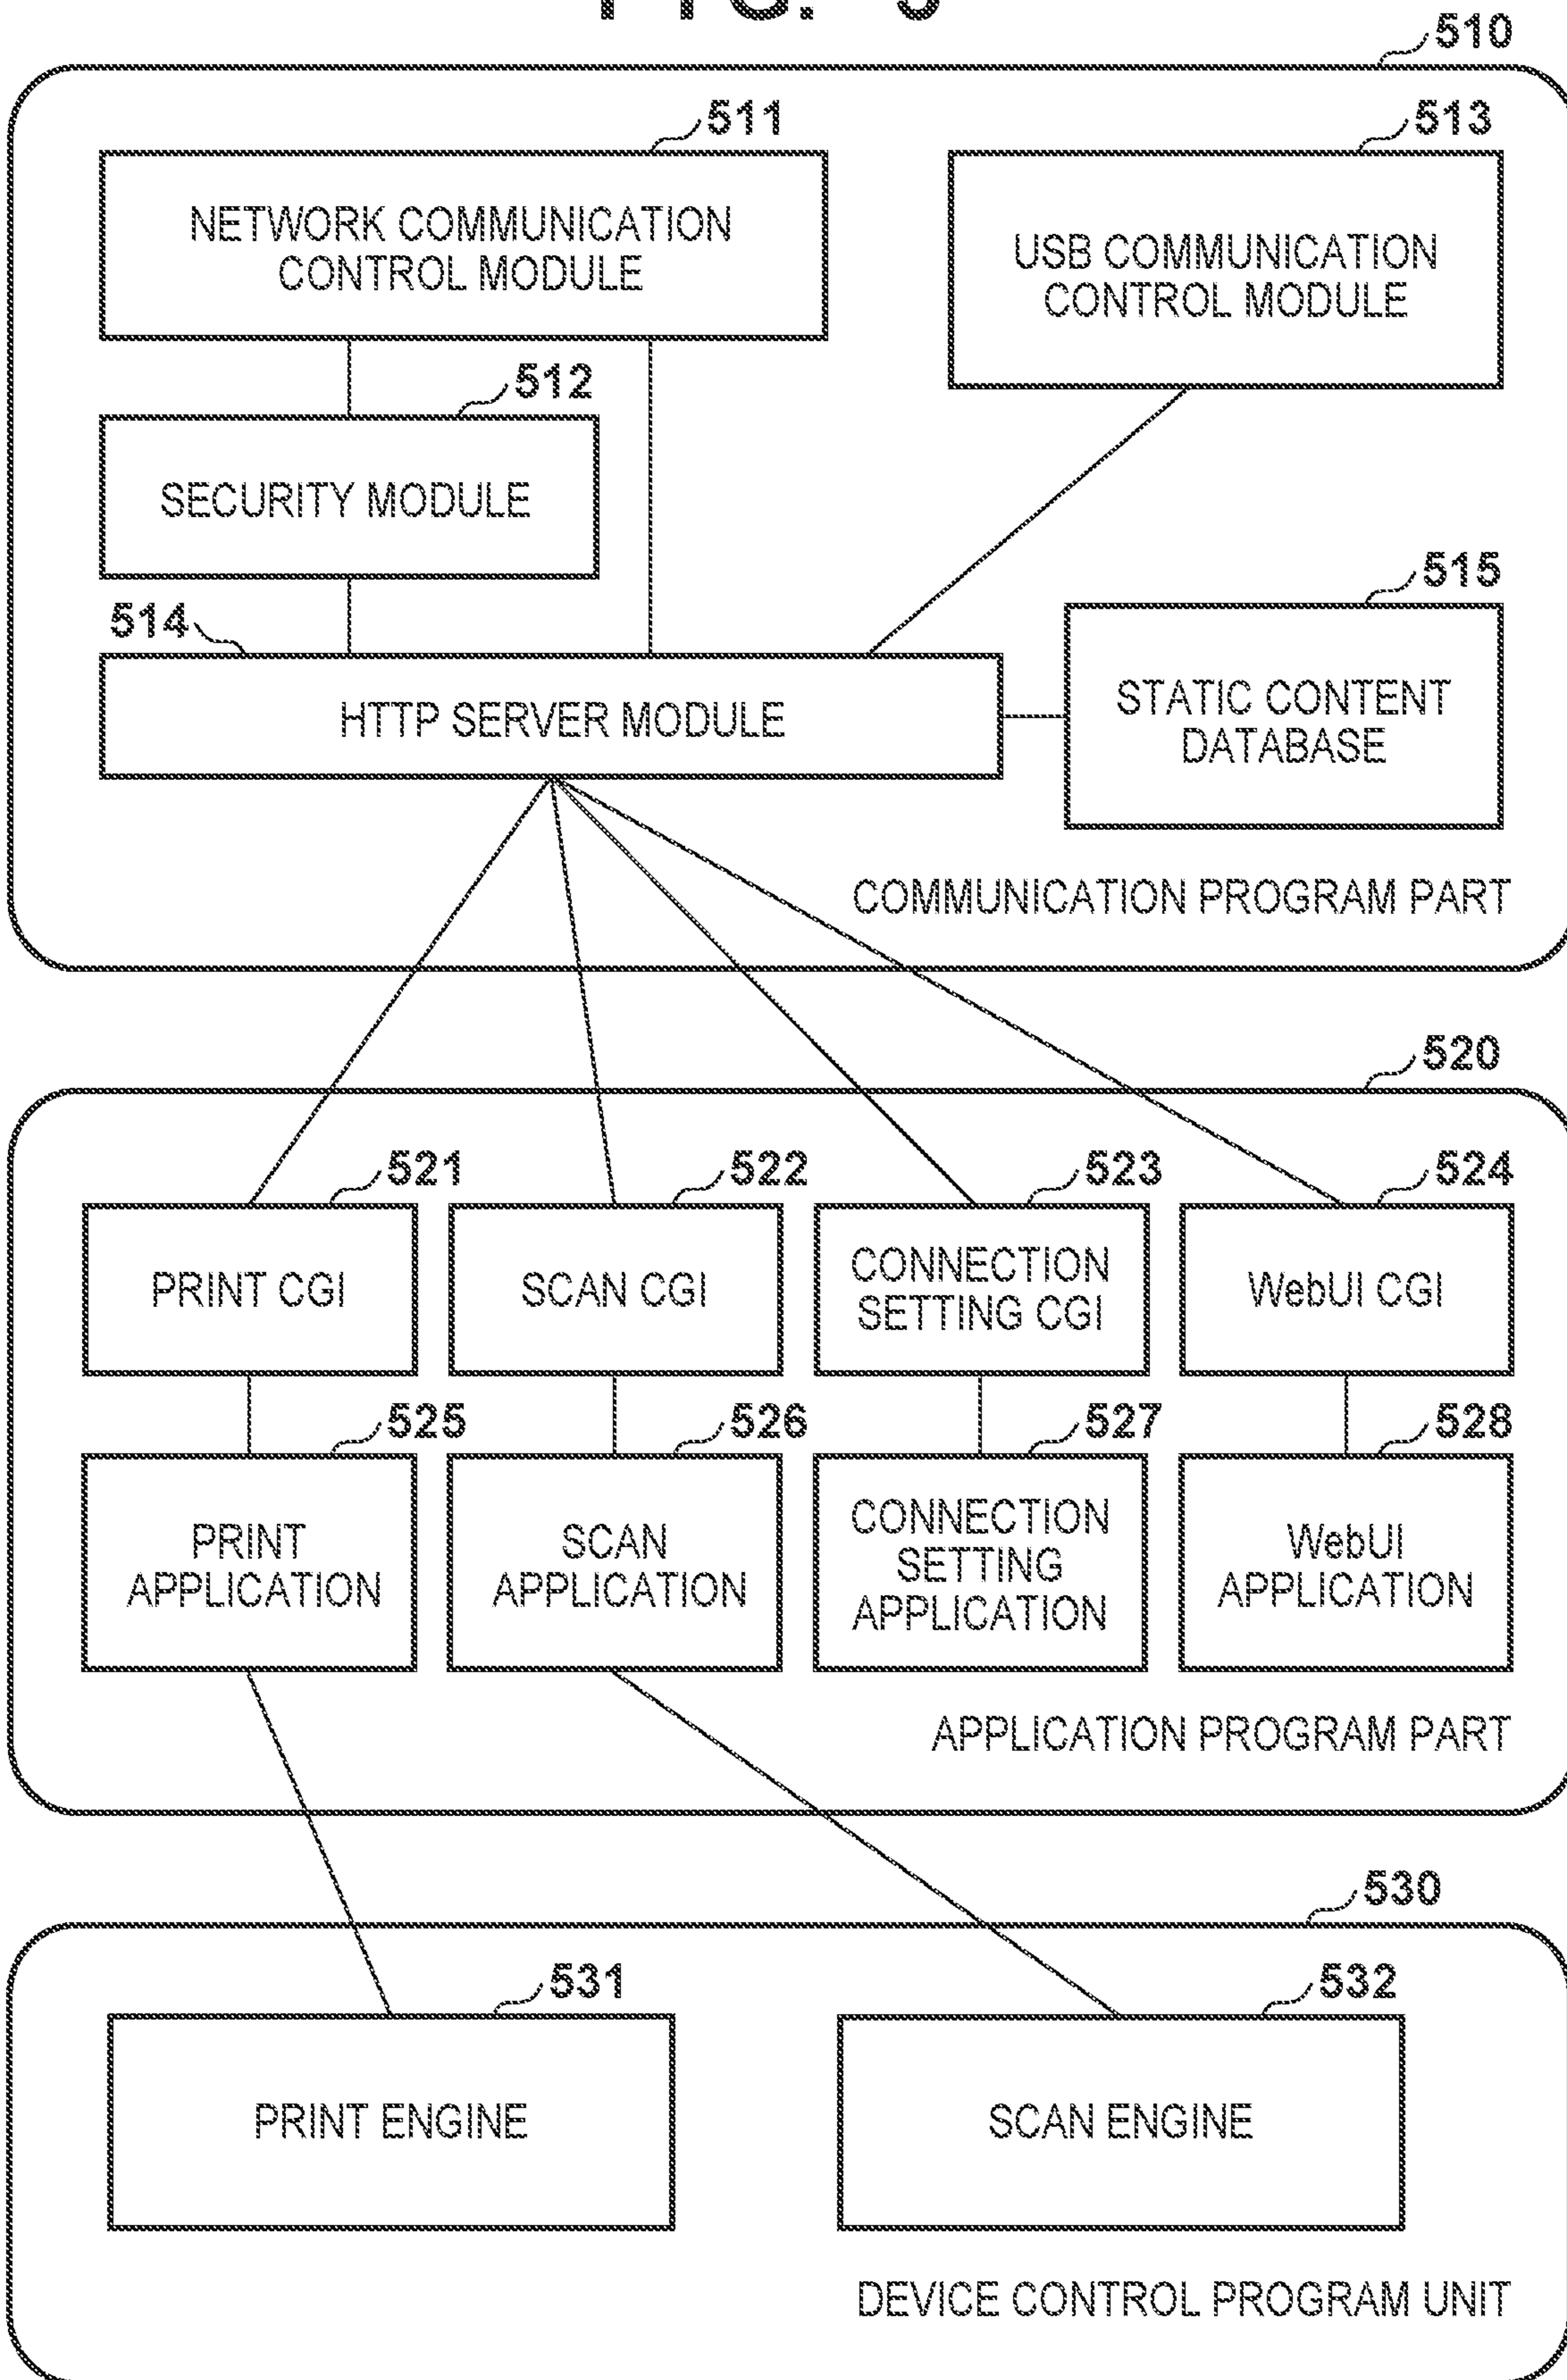 FIG.
510
511
513
NETWORK COMMUNICATION
CONTROL MODULE
USB COMMUNICATION
CONTROL MODULE
512
SECURITY MODULE
515
514
HTTP SERVER MODULE
STATIC CONTENT
DATABASE
COMMUNICATION PROGRAM PART
520
521
522
523
524
PRINT CGI
SCAN CGI
CONNECTION
SETTING CGI
WebUI CGI
525
526
527
528
PRINT
APPLICATION
SCAN
APPLICATION
CONNECTION
SETTING
APPLICATION
WebUI
APPLICATION
APPLICATION PROGRAM PART
530
531
532
PRINT ENGINE
SCAN ENGINE
DEVICE CONTROL PROGRAM UNIT